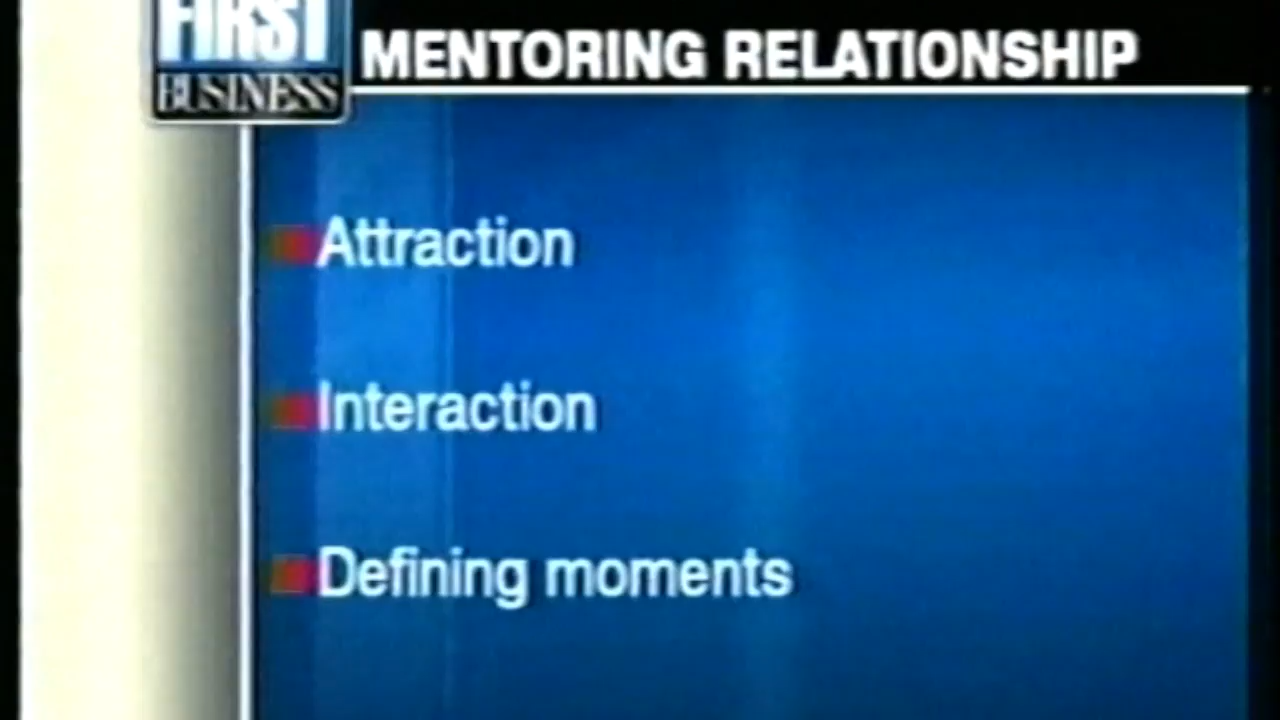 FIRST
BUSINESS
MENTORING RELATIONSHIP
Attraction
Interaction
Defining moments